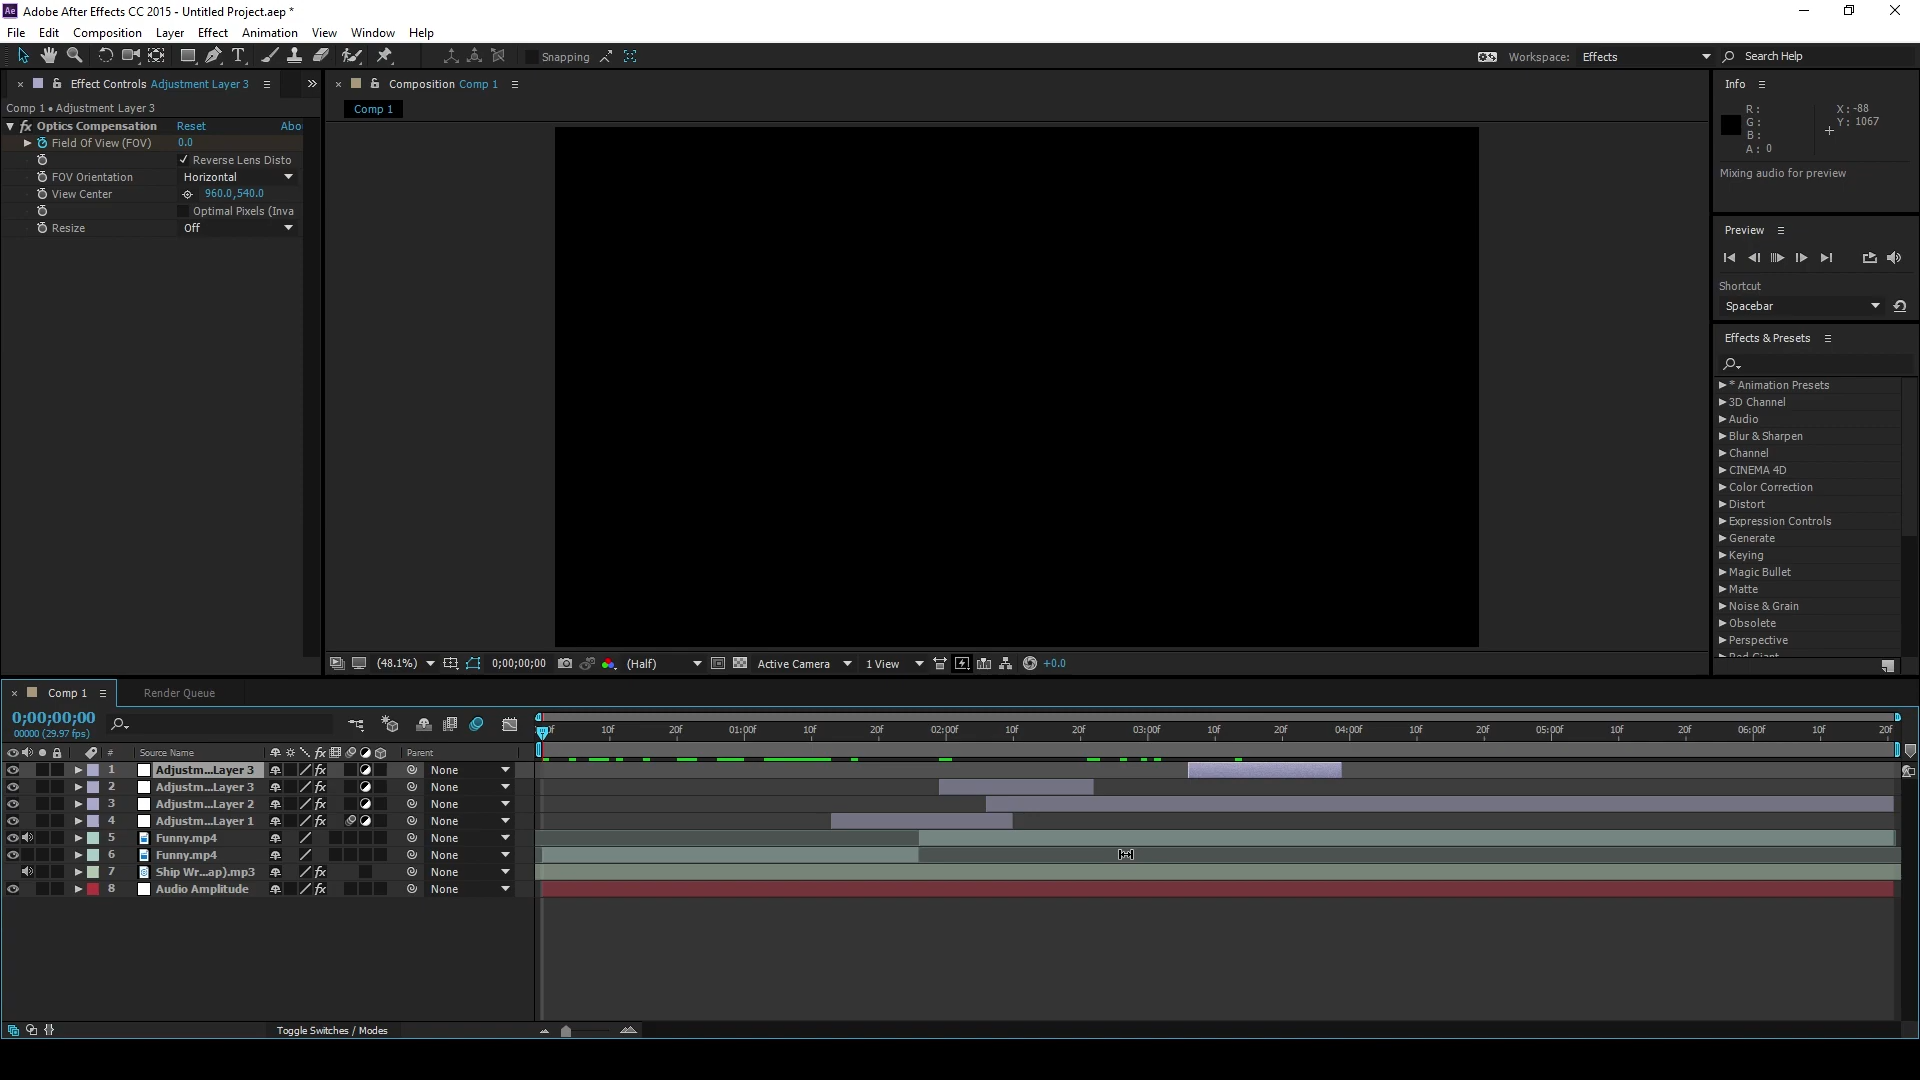 Adobe After Effects CC 2015 - Untitled Project.aep *
File Edit Composition Layer Effect Animation View Window Help
Snapping
Workspace: Effects
Search Help
Effect Controls Adjustment Layer 3
Comp 1 • Adjustment Layer 3
fx Optics Compensation Reset Abo
Field Of View (FOV) 0.0
Reverse Lens Disto
FOV Orientation Horizontal
View Center 960.0,540.0
Optimal Pixels (Inva
Resize Off
Composition Comp 1
Comp 1
(48.1%) 0;00;00;00 (Half) Active Camera 1 View +0.0
Info
R: X: -88
G: Y: 1067
B:
A: 0
Mixing audio for preview
Preview
Shortcut
Spacebar
Effects & Presets
* Animation Presets
3D Channel
Audio
Blur & Sharpen
Channel
CINEMA 4D
Color Correction
Distort
Expression Controls
Generate
Keying
Magic Bullet
Matte
Noise & Grain
Obsolete
Perspective
Red Giant
Comp 1 Render Queue
0;00;00;00
00000 (29.97 fps)
10f 20f 01:00f 10f 20f 02:00f 10f 20f 03:00f 10f 20f 04:00f 10f 20f 05:00f 10f 20f 06:00f 10f 20f
# Source Name fx Parent
1 Adjustm...Layer 3 fx None
2 Adjustm...Layer 3 fx None
3 Adjustm...Layer 2 fx None
4 Adjustm...Layer 1 fx None
5 Funny.mp4 None
6 Funny.mp4 None
7 Ship Wr...ap).mp3 fx None
8 Audio Amplitude fx None
Toggle Switches / Modes